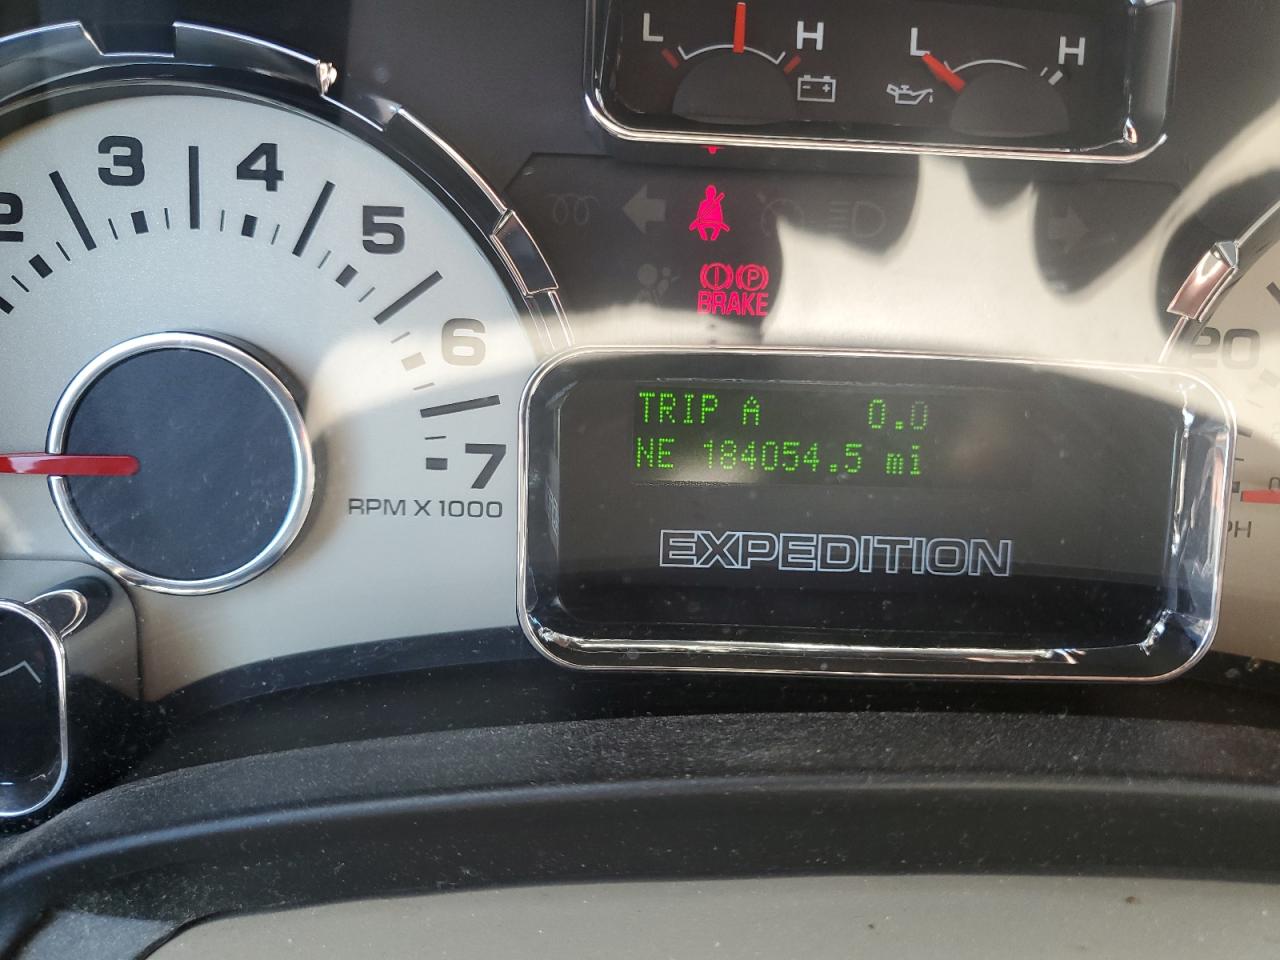 L H
L H
2 3 4 5 6 7
RPM X 1000
BRAKE
P
20
TRIP A 0.0
NE 184054.5 mi
EXPEDITION